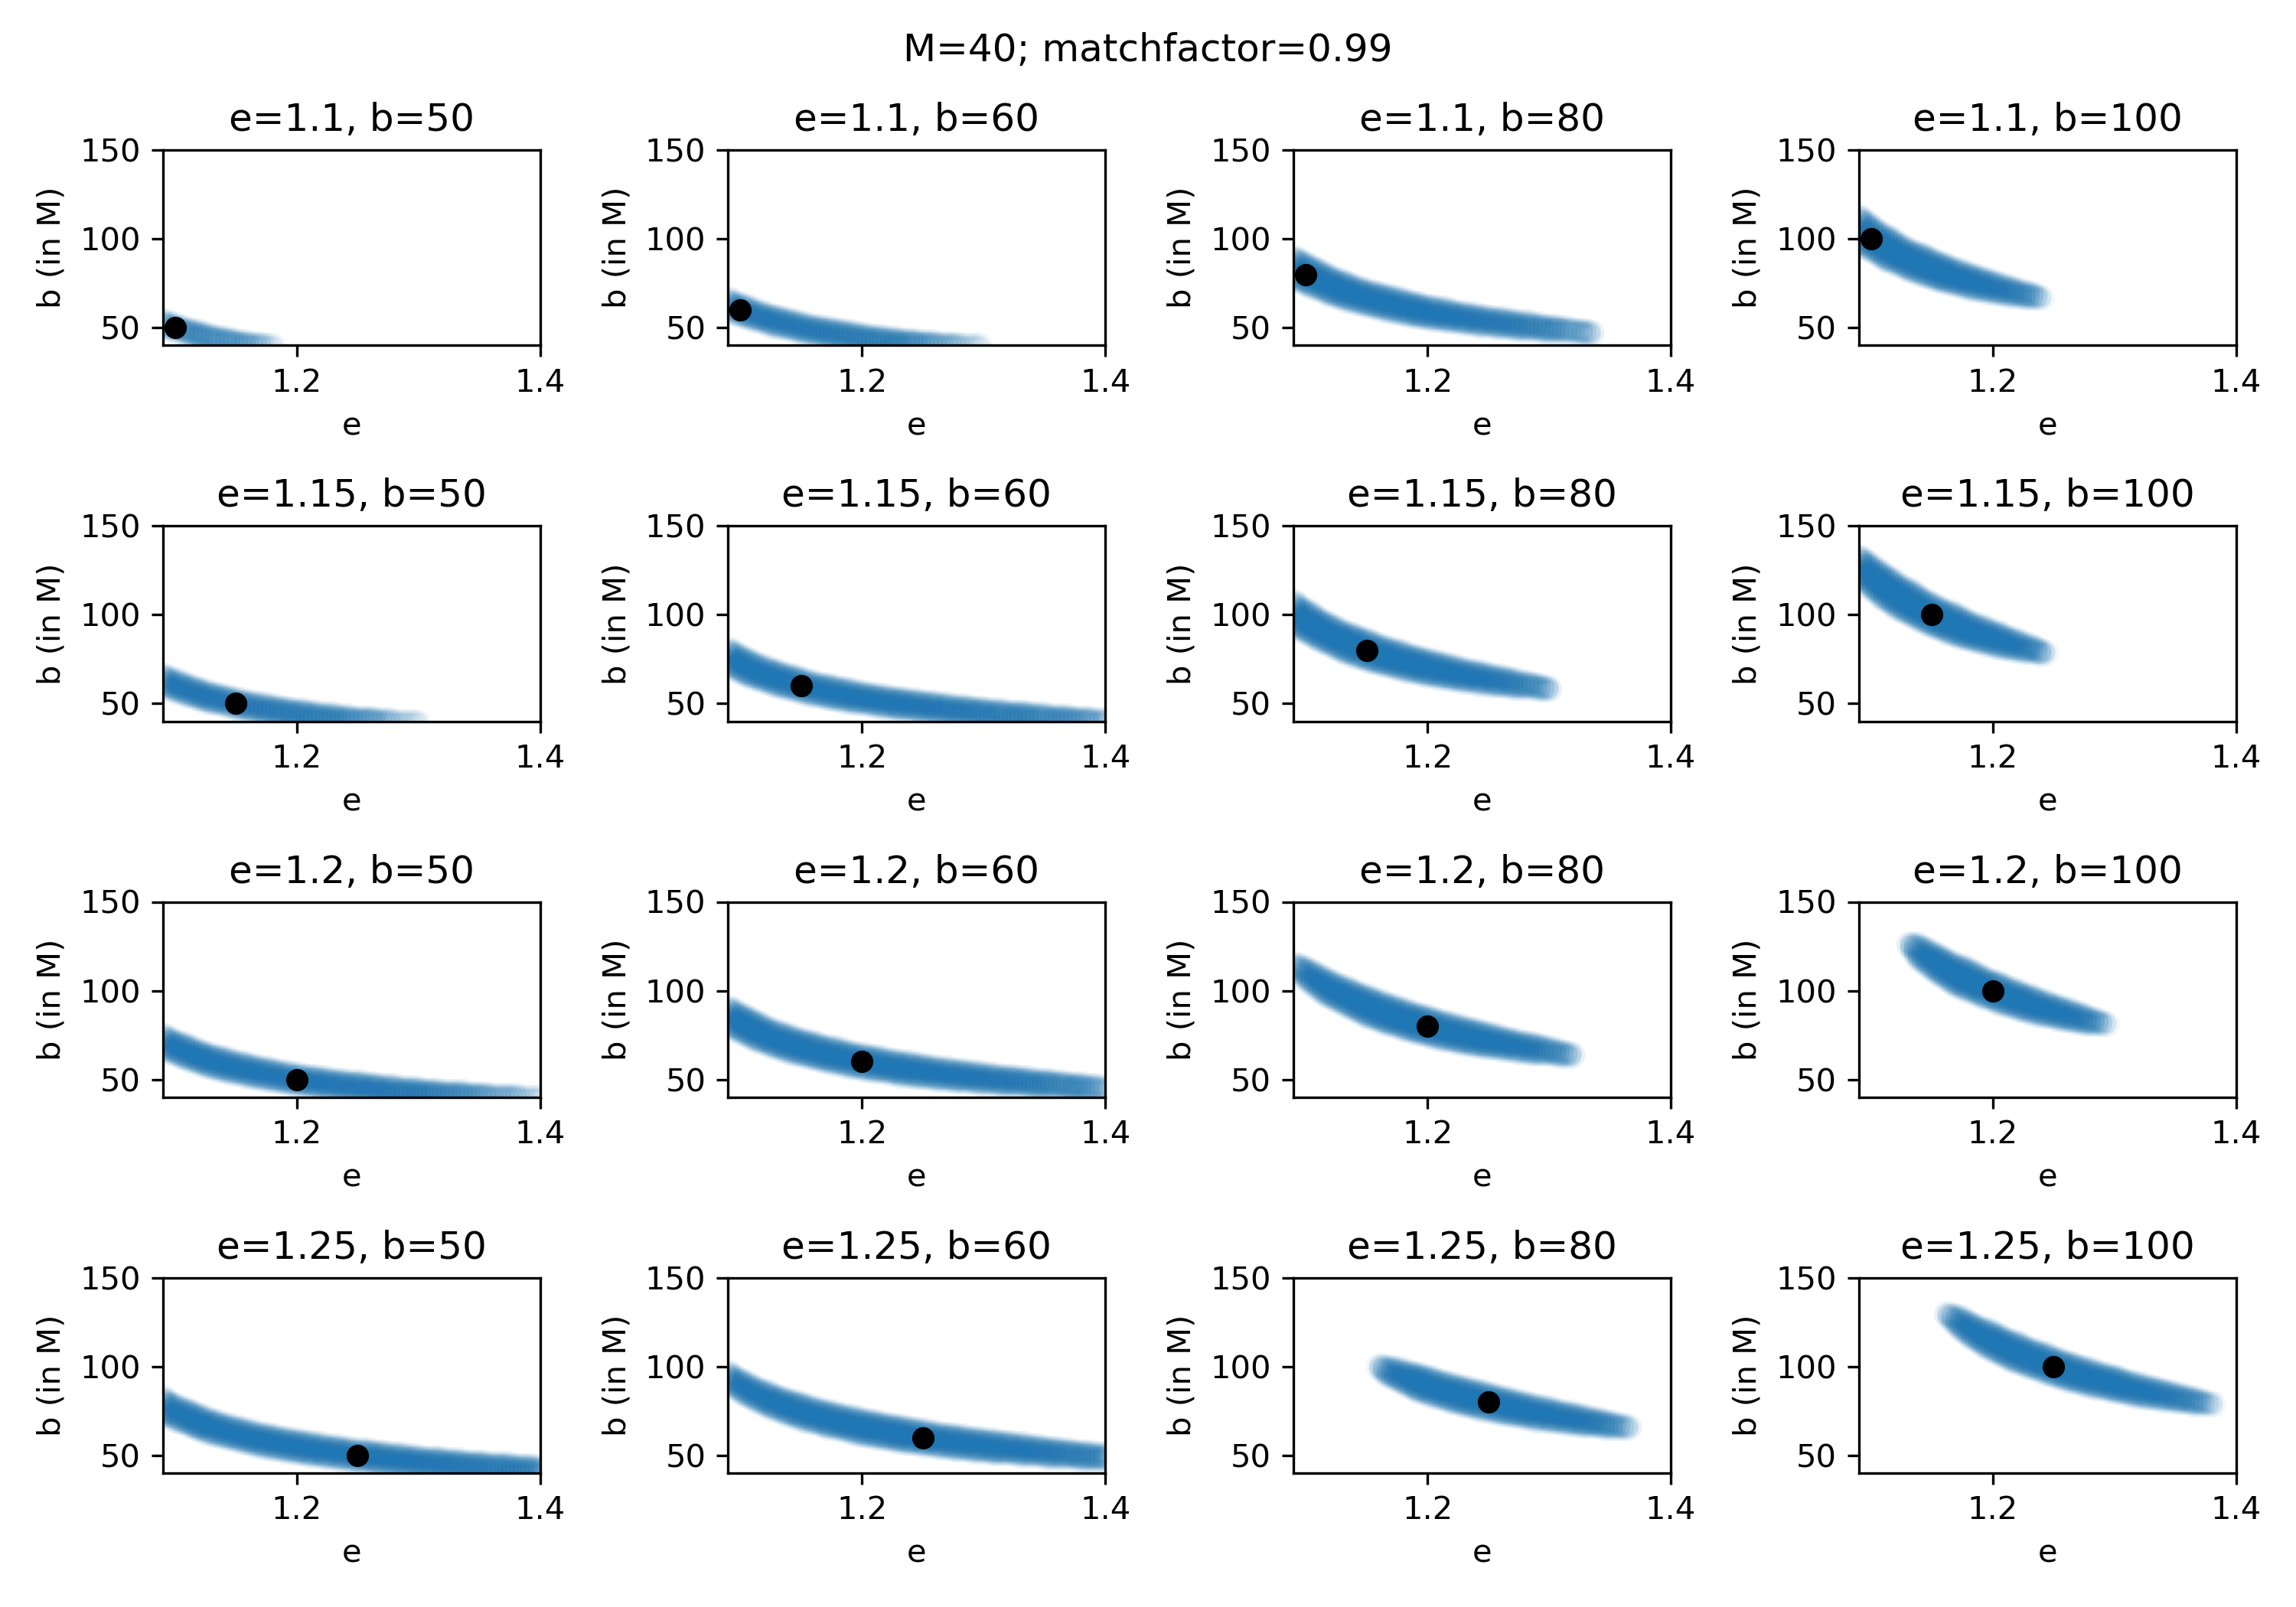 M=40; matchfactor=0.99
e=1.1, b=50
e=1.1, b=60
e=1.1, b=80
e=1.1, b=100
150
100
50
b (in M)
1.2
1.4
e
150
100
50
b (in M)
1.2
1.4
e
150
100
50
b (in M)
1.2
1.4
e
150
100
50
b (in M)
1.2
1.4
e
e=1.15, b=50
e=1.15, b=60
e=1.15, b=80
e=1.15, b=100
150
100
50
b (in M)
1.2
1.4
e
150
100
50
b (in M)
1.2
1.4
e
150
100
50
b (in M)
1.2
1.4
e
150
100
50
b (in M)
1.2
1.4
e
e=1.2, b=50
e=1.2, b=60
e=1.2, b=80
e=1.2, b=100
150
100
50
b (in M)
1.2
1.4
e
150
100
50
b (in M)
1.2
1.4
e
150
100
50
b (in M)
1.2
1.4
e
150
100
50
b (in M)
1.2
1.4
e
e=1.25, b=50
e=1.25, b=60
e=1.25, b=80
e=1.25, b=100
150
100
50
b (in M)
1.2
1.4
e
150
100
50
b (in M)
1.2
1.4
e
150
100
50
b (in M)
1.2
1.4
e
150
100
50
b (in M)
1.2
1.4
e